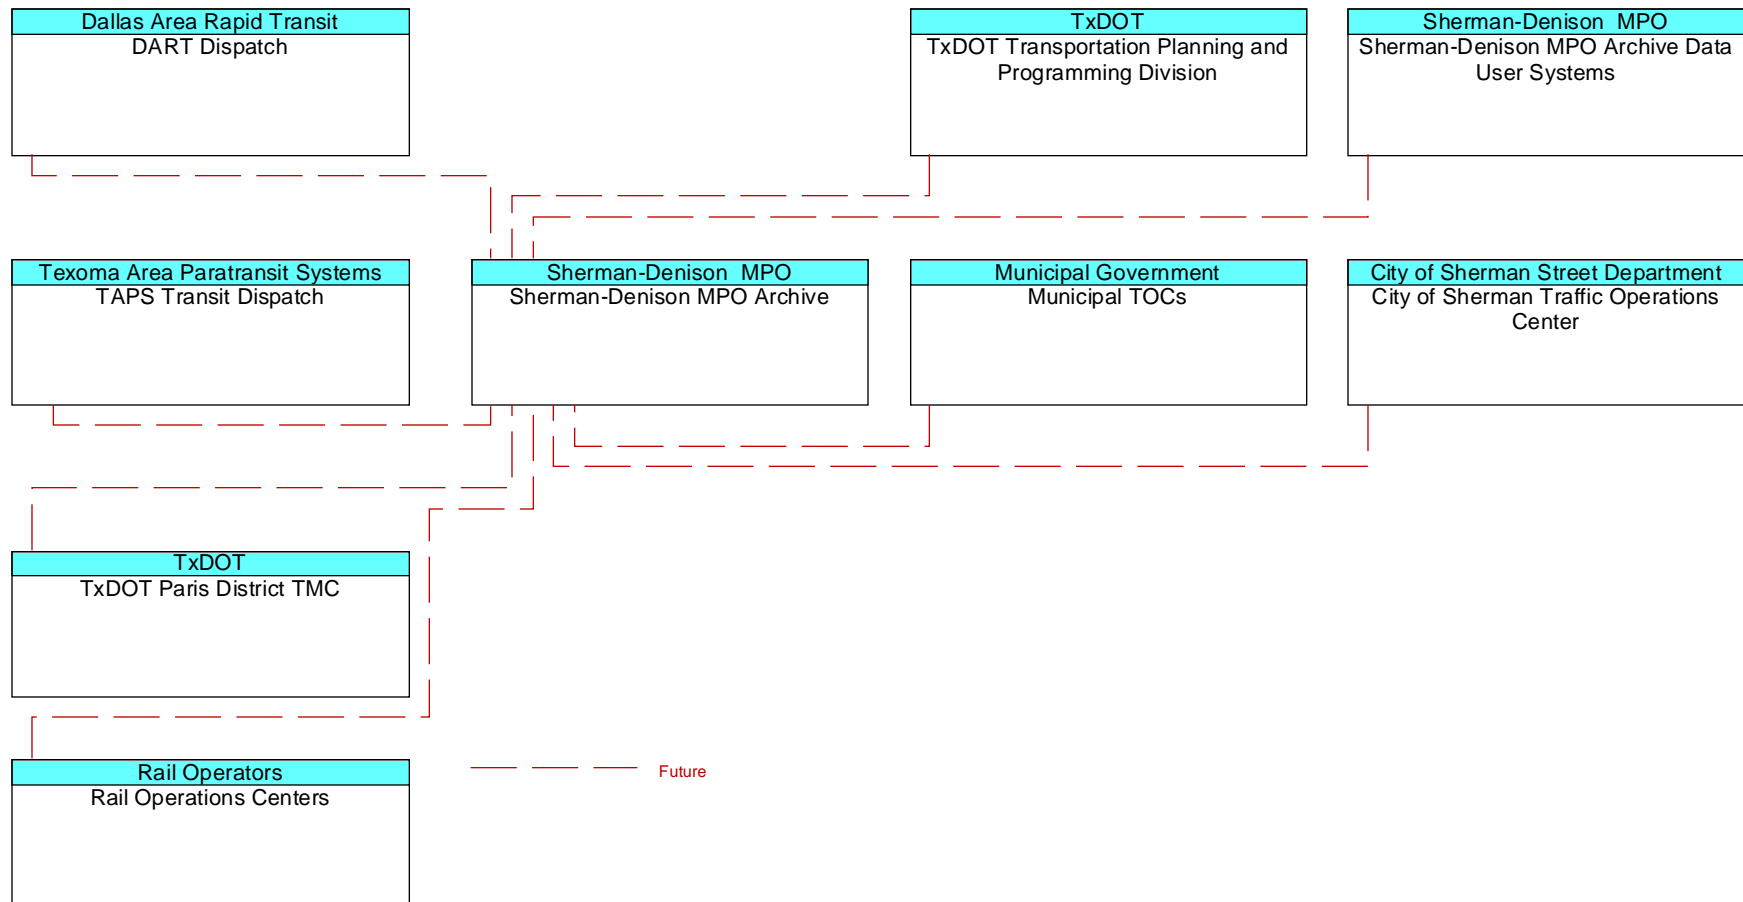 Dallas Area Rapid Transit
DART Dispatch
TxDOT
TxDOT Transportation Planning and
Programming Division
Sherman-Denison MPO
Sherman-Denison MPO Archive Data
User Systems
Texoma Area Paratransit Systems
TAPS Transit Dispatch
Sherman-Denison MPO
Sherman-Denison MPO Archive
Municipal Government
Municipal TOCs
City of Sherman Street Department
City of Sherman Traffic Operations
Center
TxDOT
TxDOT Paris District TMC
Rail Operators
Rail Operations Centers
Future